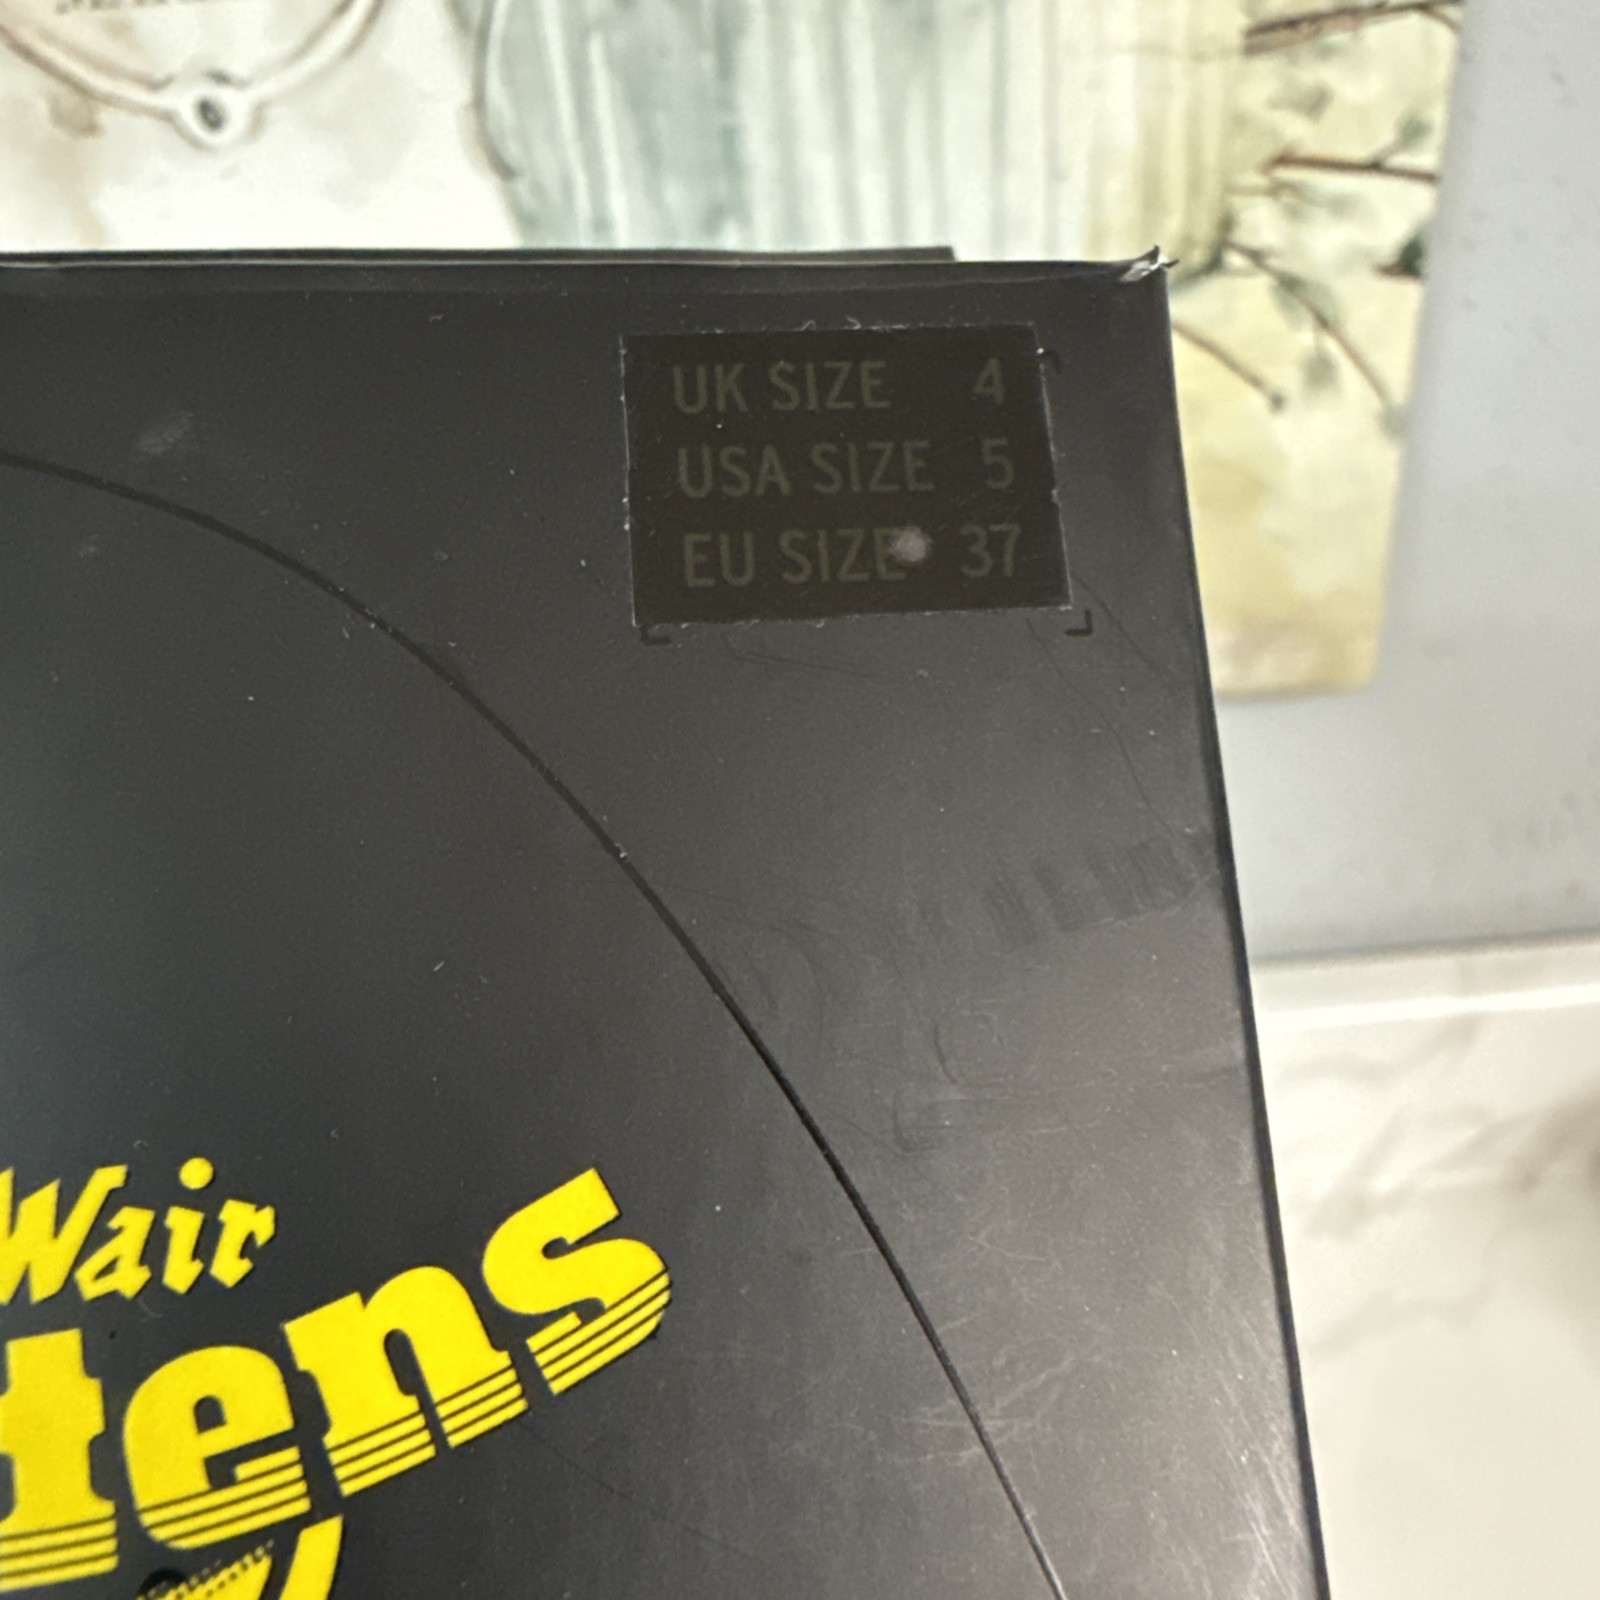 UK SIZE 4
USA SIZE 5
EU SIZE 37
Wair
tens